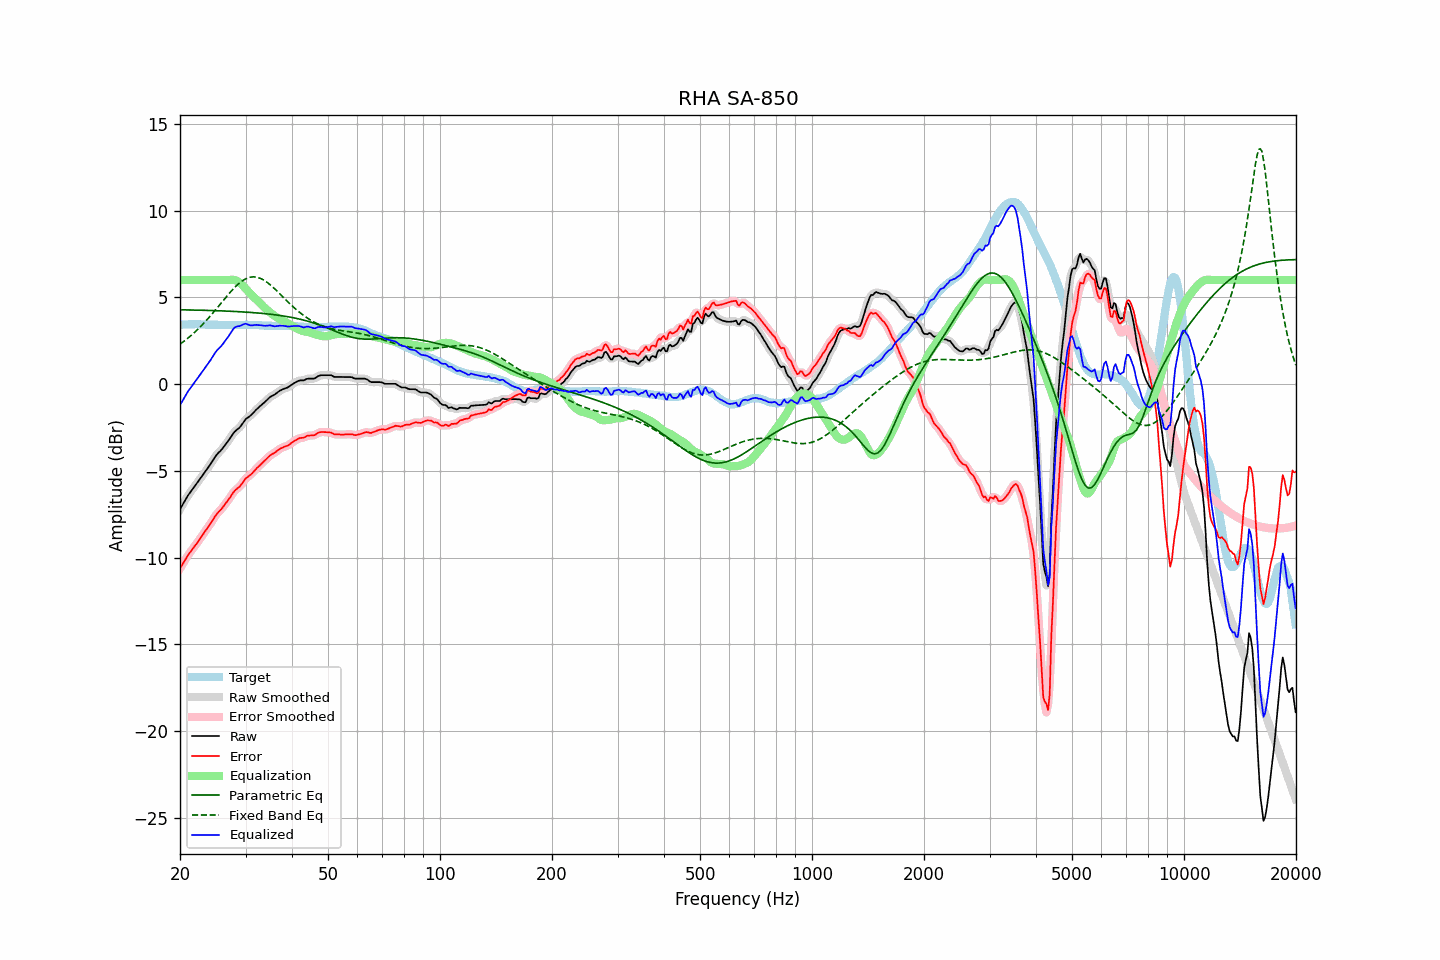 RHA SA-850
Amplitude (dBr)
15
10
5
0
−5
−10
−15
−20
−25
Target
Raw Smoothed
Error Smoothed
Raw
Error
Equalization
Parametric Eq
Fixed Band Eq
Equalized
20 50 100 200 500 1000 2000 5000 10000 20000
Frequency (Hz)